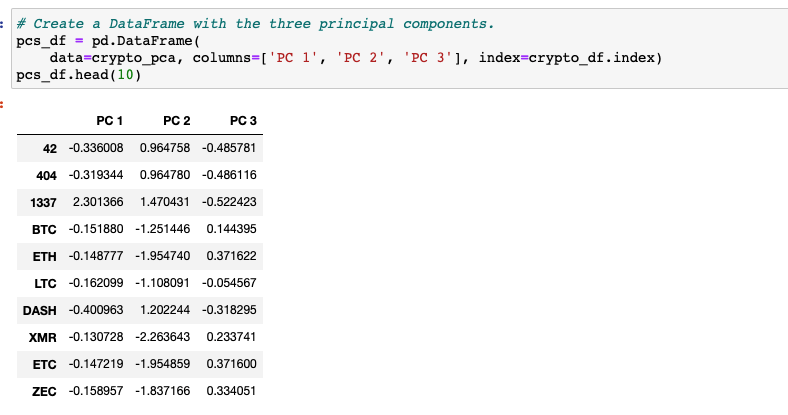 # Create a DataFrame with the three principal components.
pcs_df = pd.DataFrame(
    data=crypto_pca, columns=['PC 1', 'PC 2', 'PC 3'], index=crypto_df.index)
pcs_df.head(10)
PC 1 PC 2 PC 3
42 -0.336008 0.964758 -0.485781
404 -0.319344 0.964780 -0.486116
1337 2.301366 1.470431 -0.522423
BTC -0.151880 -1.251446 0.144395
ETH -0.148777 -1.954740 0.371622
LTC -0.162099 -1.108091 -0.054567
DASH -0.400963 1.202244 -0.318295
XMR -0.130728 -2.263643 0.233741
ETC -0.147219 -1.954859 0.371600
ZEC -0.158957 -1.837166 0.334051